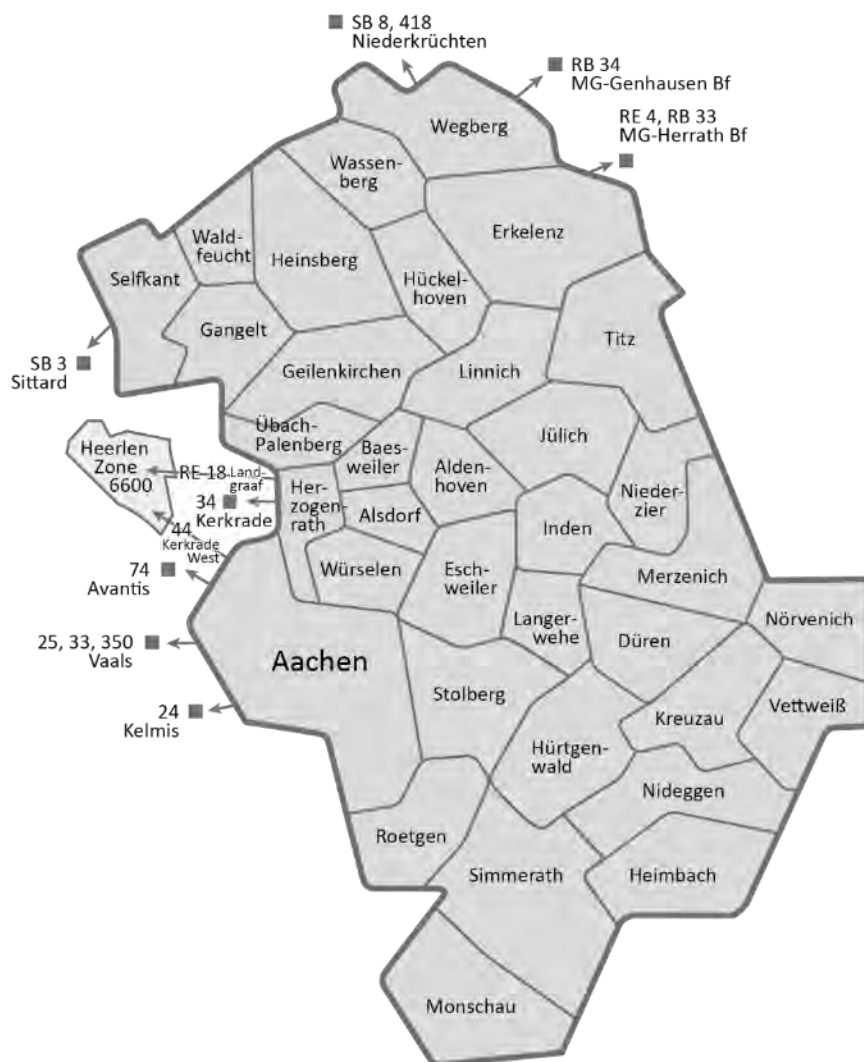 SB 8, 418
Niederkrüchten
RB 34
MG-Genhausen Bf
RE 4, RB 33
MG-Herrath Bf
Wegberg
Wassen-
berg
Erkelenz
Wald-
feucht
Heinsberg
Selfkant
Hückel-
hoven
Gangelt
Titz
SB 3
Sittard
Geilenkirchen
Linnich
Übach-
Palenberg
Baes-
weiler
Jülich
Heerlen
Zone
6600
RE 18 Land-
graaf
Alden-
hoven
Her-
zogen-
rath
Nieder-
zier
34
Kerkrade
Alsdorf
Inden
44
Kerkrade
West
74
Avantis
Würselen
Esch-
weiler
Merzenich
Langer-
wehe
Nörvenich
25, 33, 350
Vaals
Düren
Aachen
Stolberg
Vettweiß
24
Kelmis
Kreuzau
Hürtgen-
wald
Nideggen
Roetgen
Simmerath
Heimbach
Monschau